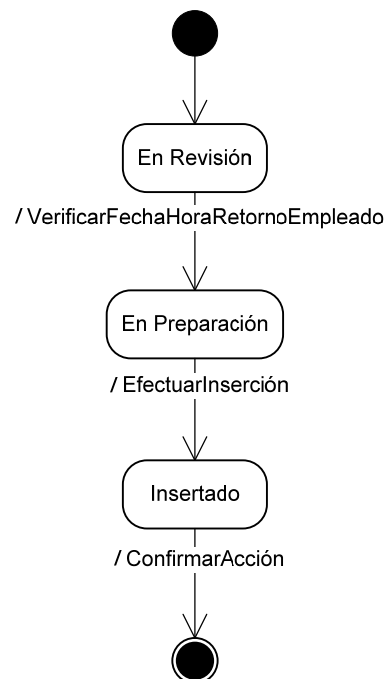 En Revisión
/ VerificarFechaHoraRetornoEmpleado
En Preparación
/ EfectuarInserción
Insertado
/ ConfirmarAcción